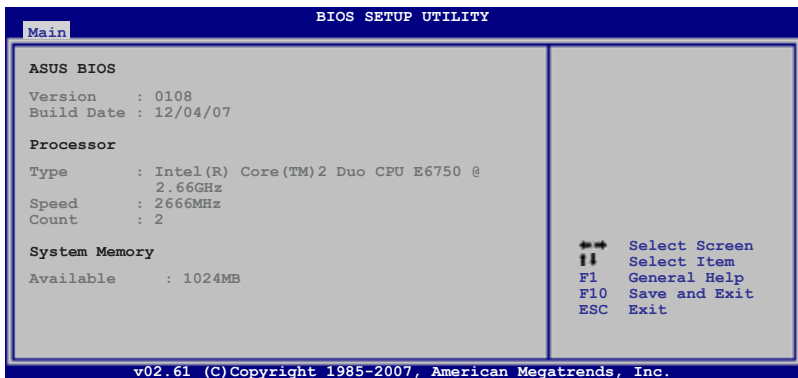 BIOS SETUP UTILITY
Main
ASUS BIOS
Version : 0108
Build Date : 12/04/07
Processor
Type : Intel(R) Core(TM)2 Duo CPU E6750 @
2.66GHz
Speed : 2666MHz
Count : 2
System Memory
Available : 1024MB
←→ Select Screen
↑↓ Select Item
F1 General Help
F10 Save and Exit
ESC Exit
v02.61 (C)Copyright 1985-2007, American Megatrends, Inc.